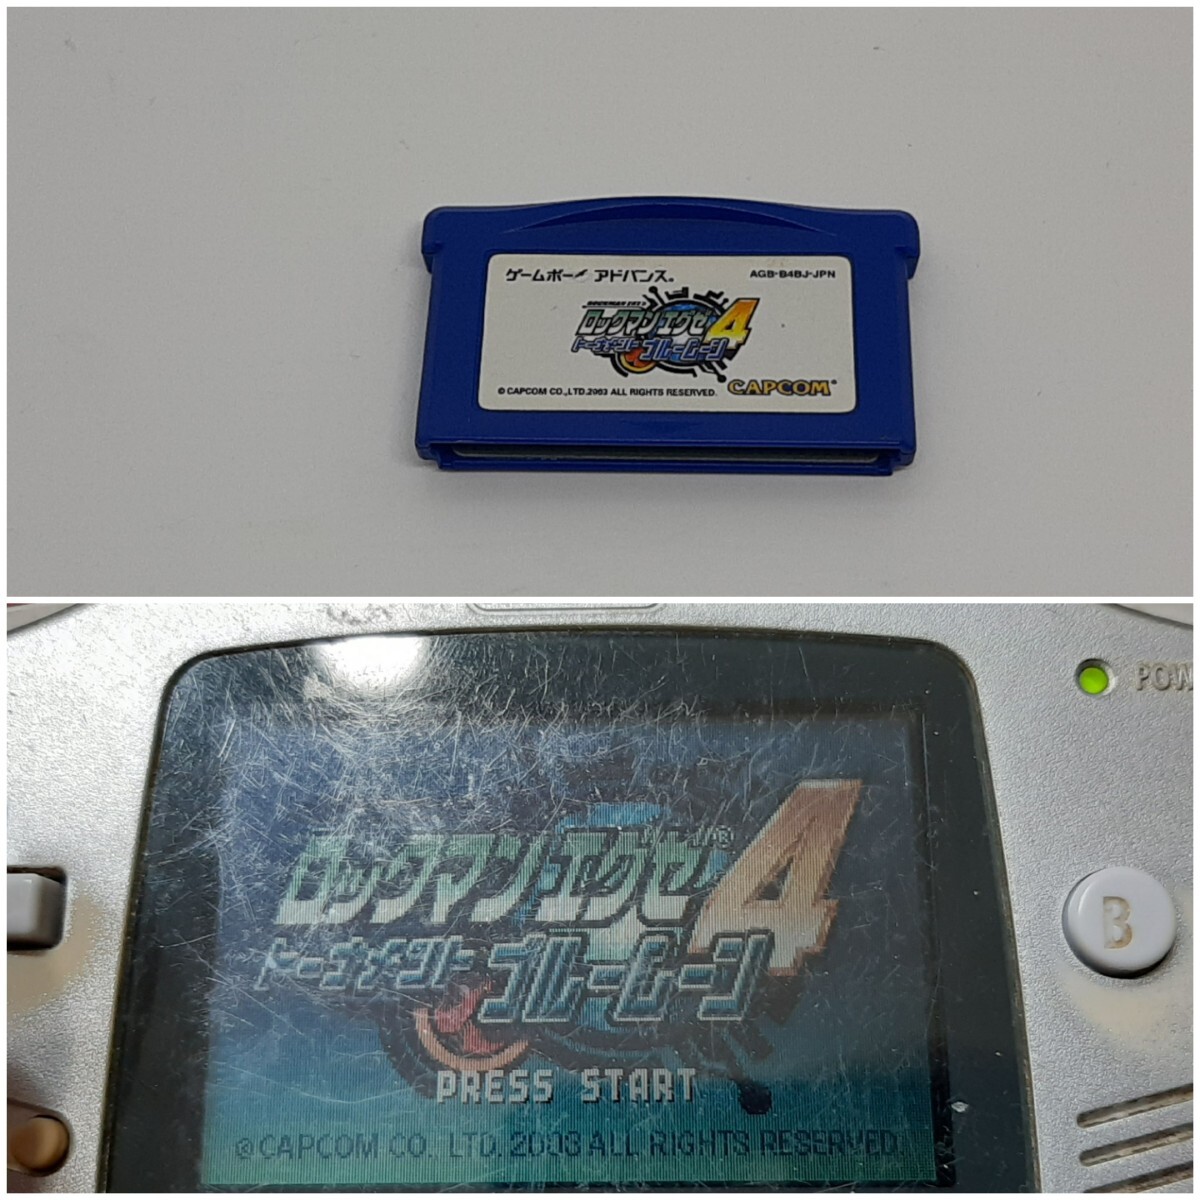 ゲームボーイアドバンス。
AGB-B4BJ-JPN
ROCKMAN EXE 4
ロックマンエグゼ4
トーナメント ブルームーン
© CAPCOM CO.,LTD.2003 ALL RIGHTS RESERVED.
CAPCOM®
POW
ロックマンエグゼ®4
トーナメント ブルームーン
B
PRESS START
©CAPCOM CO. LTD. 2003 ALL RIGHTS RESERVED.